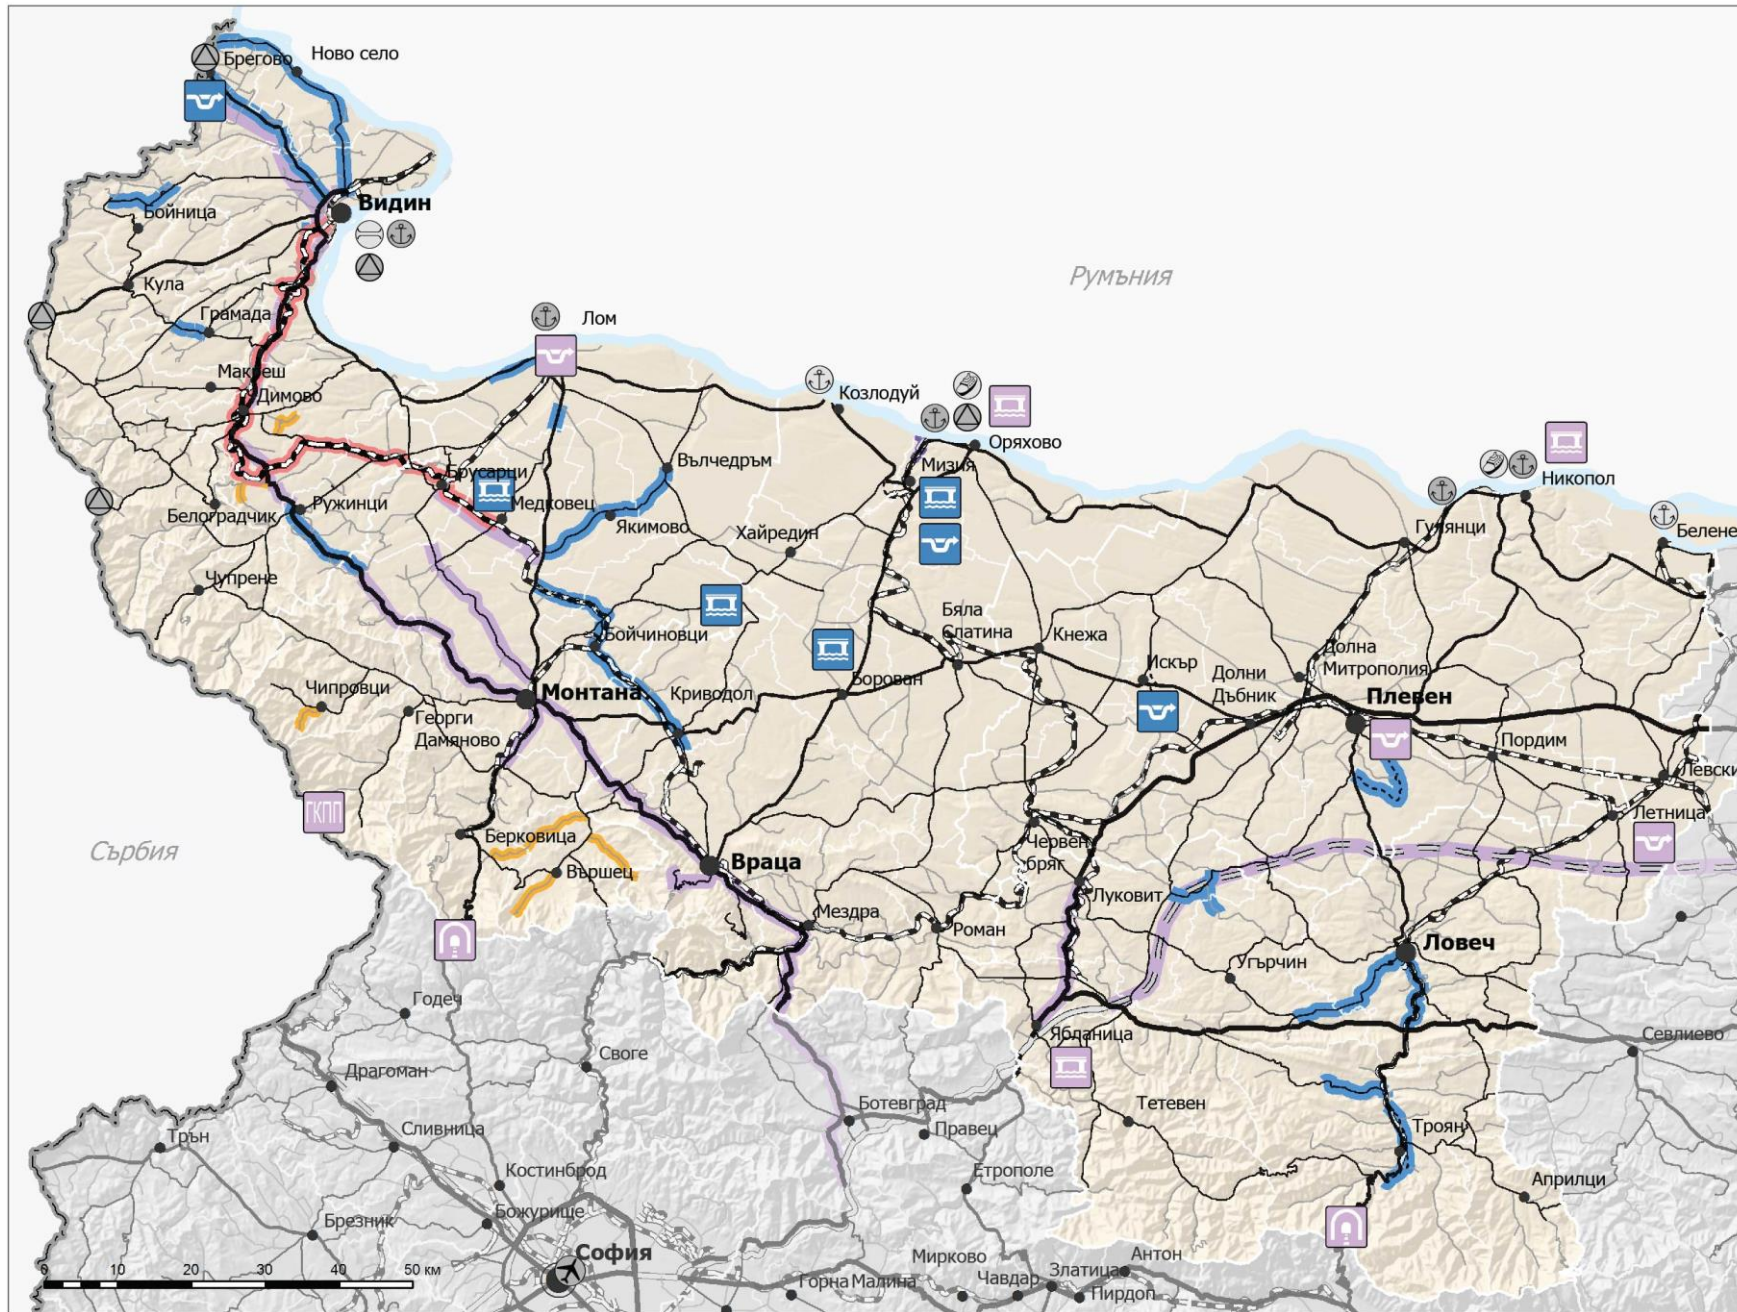 Ново село
Брегово
Видин
Бойница
Кула
Румъния
Грамада
Лом
Макреш
Димово
Козлодуй
Оряхово
Вълчедръм
Мизия
Брусарци
Никопол
Белоградчик
Ружинци
Медковец
Якимово
Хайредин
Гулянци
Белене
Чупрене
Бойчиновци
Бяла
Слатина
Кнежа
Искър
Долна
Митрополия
Долни
Дъбник
Чипровци
Монтана
Криводол
Борован
Плевен
Георги
Дамяново
Пордим
Левски
ГКПП
Летница
Сърбия
Берковица
Враца
Вършец
Червен
бряг
Луковит
Мездра
Роман
Ловеч
Угърчин
Годеч
Ябланица
Севлиево
Своге
Драгоман
Ботевград
Правец
Тетевен
Троян
Трън
Сливница
Костинброд
Етрополе
Априлци
Брезник
Божурище
София
Мирково
Антон
Златица
Горна Малина
Чавдар
Пирдоп
0 10 20 30 40 50 км